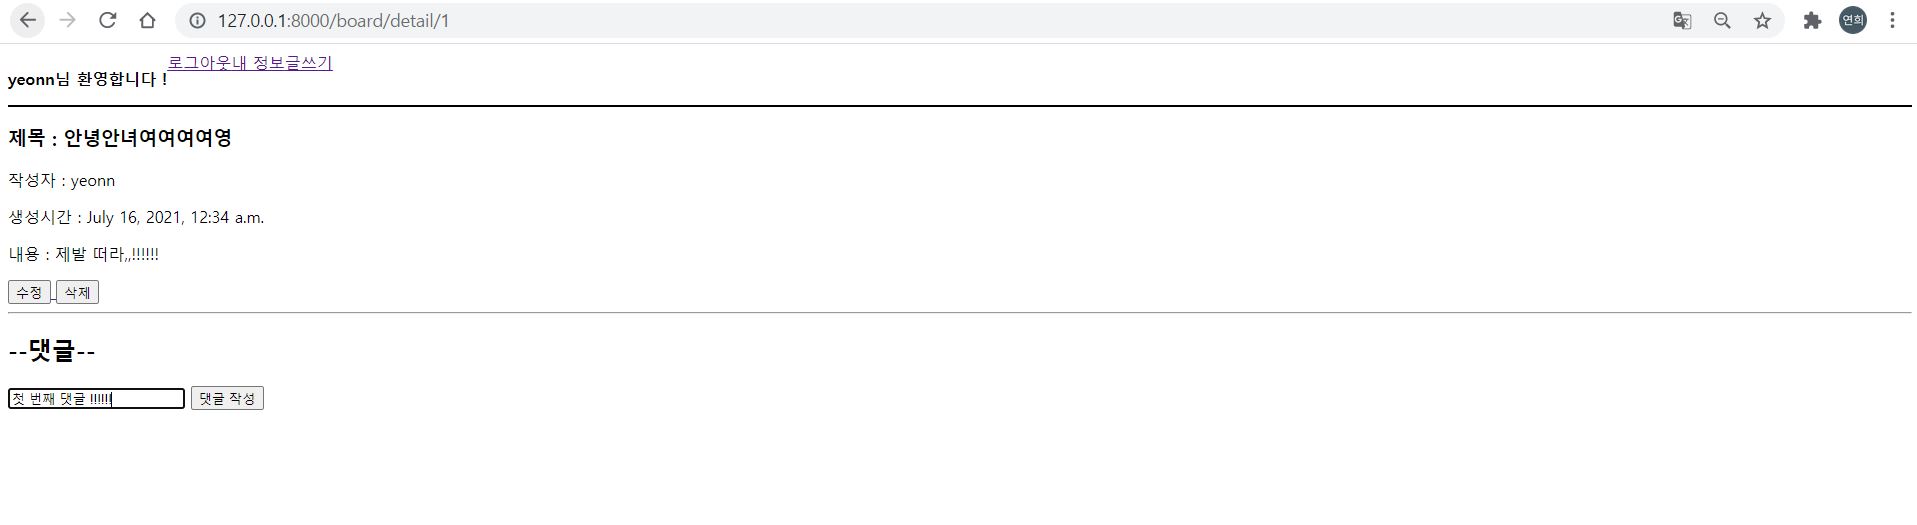 127.0.0.1:8000/board/detail/1
연희
로그아웃내 정보글쓰기
yeonn님 환영합니다 !
제목 : 안녕안녀여여여여영
작성자 : yeonn
생성시간 : July 16, 2021, 12:34 a.m.
내용 : 제발 떠라,,!!!!!!
수정 삭제
--댓글--
첫 번째 댓글 !!!!!! 댓글 작성